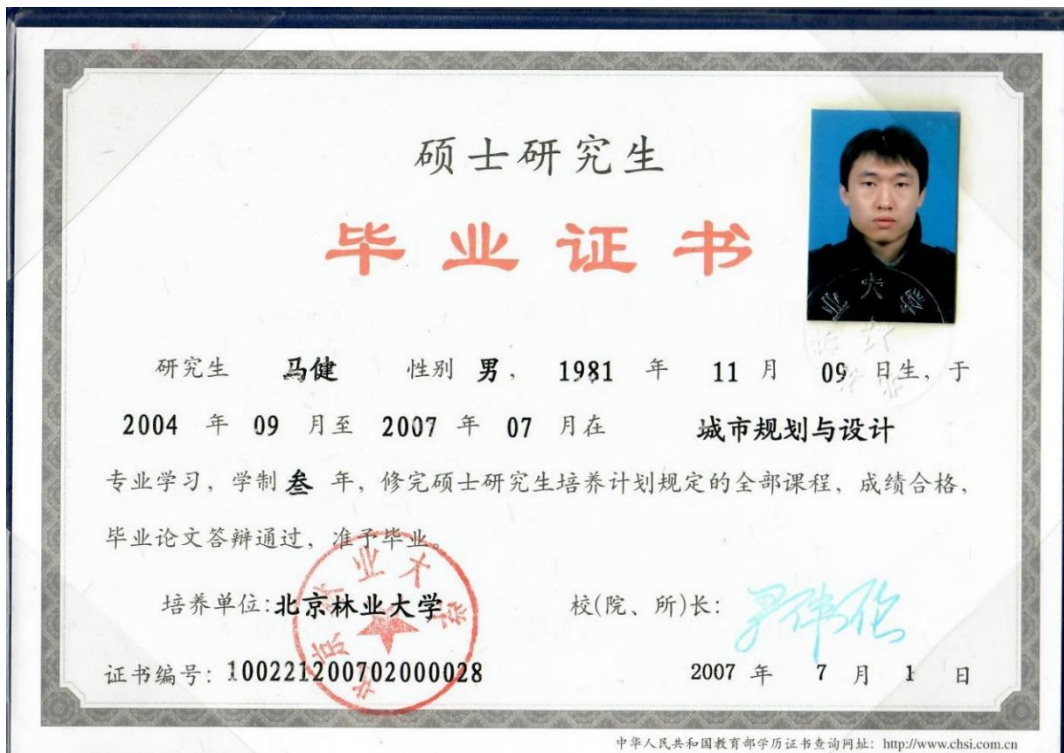 硕士研究生
毕业证书
研究生 马健 性别 男, 1981 年 11 月 09 日生, 于
2004 年 09 月至 2007 年 07 月在 城市规划与设计
专业学习, 学制 叁 年, 修完硕士研究生培养计划规定的全部课程, 成绩合格,
毕业论文答辩通过, 准予毕业。
培养单位:北京林业大学 校(院、所)长:
证书编号: 100221200702000028 2007 年 7 月 1 日
北京林业大学
中华人民共和国教育部学历证书查询网址: http://www.chsi.com.cn